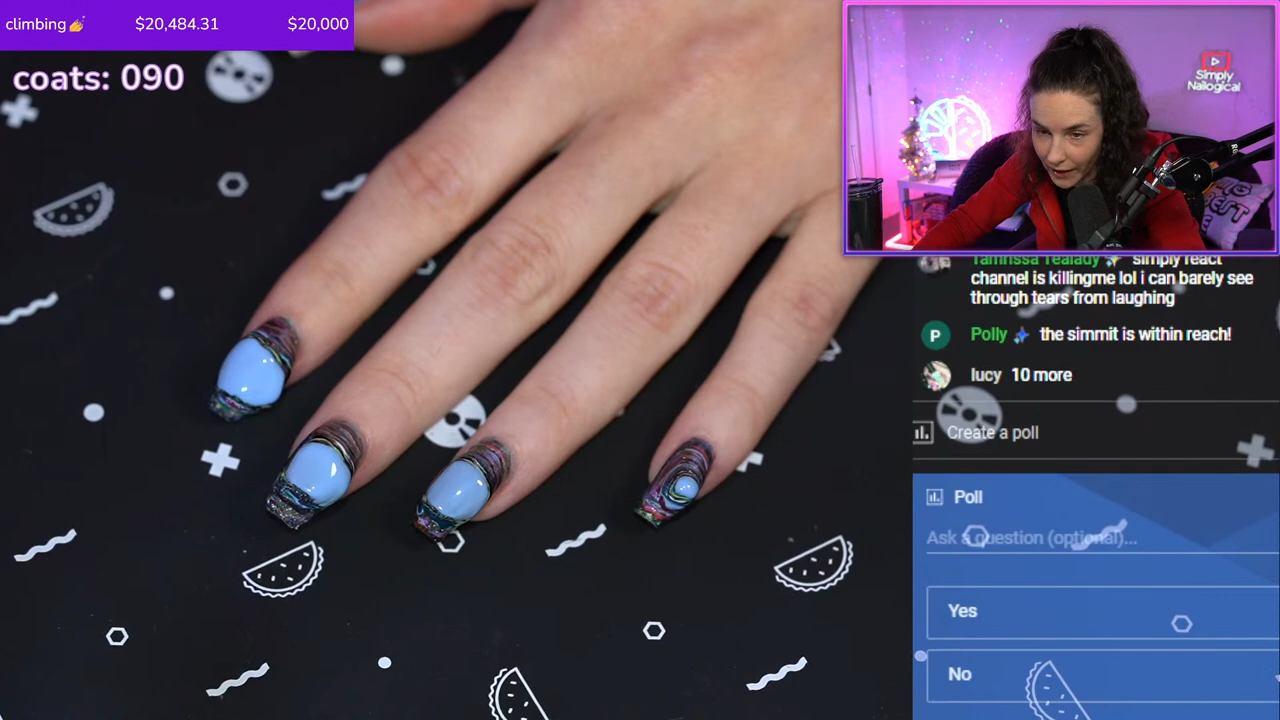 climbing💅 $20,484.31 $20,000
coats: 090
Simply
Nailogical
simply react
channel is killingme lol i can barely see
through tears from laughing
P Polly ✨ the simmit is within reach!
lucy 10 more
Create a poll
Poll
Ask a question (optional)...
Yes
No